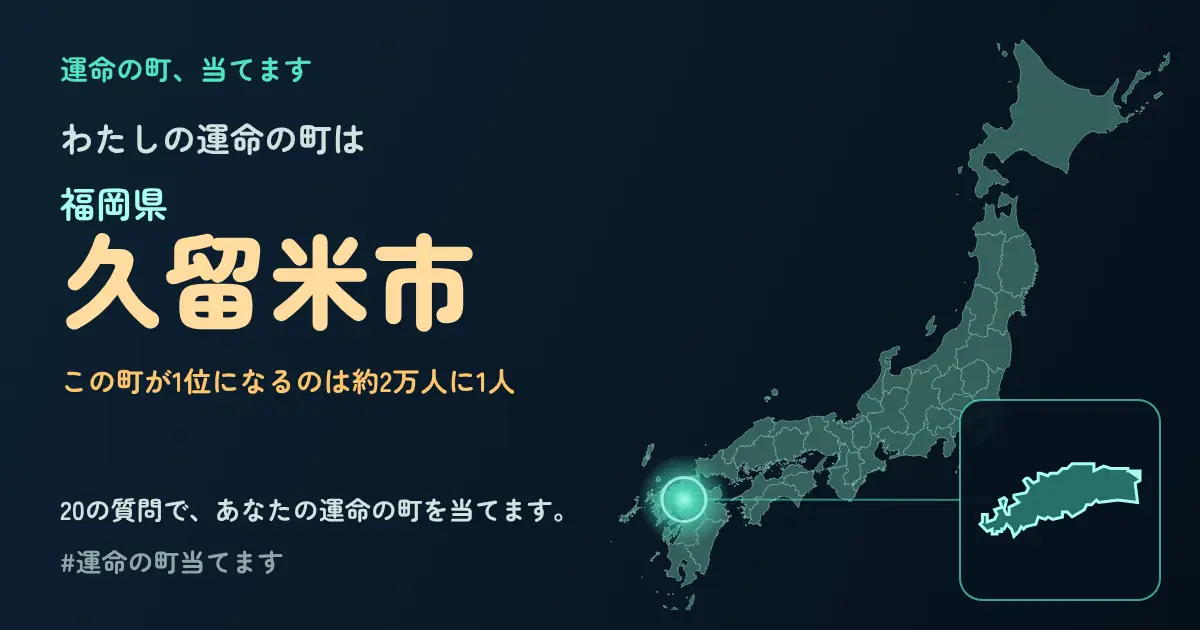 運命の町、当てます
わたしの運命の町は
福岡県
久留米市
この町が1位になるのは約2万人に1人
20の質問で、あなたの運命の町を当てます。
#運命の町当てます